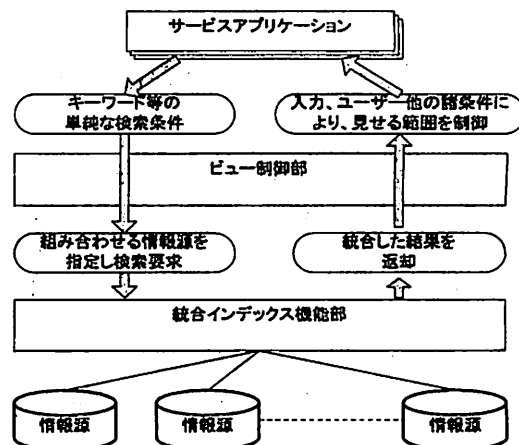 サービスアプリケーション
キーワード等の
単純な検索条件
入力、ユーザー他の諸条件に
より、見せる範囲を制御
ビュー制御部
組み合わせる情報源を
指定し検索要求
統合した結果を
返却
統合インデックス機能部
情報源
情報源
情報源